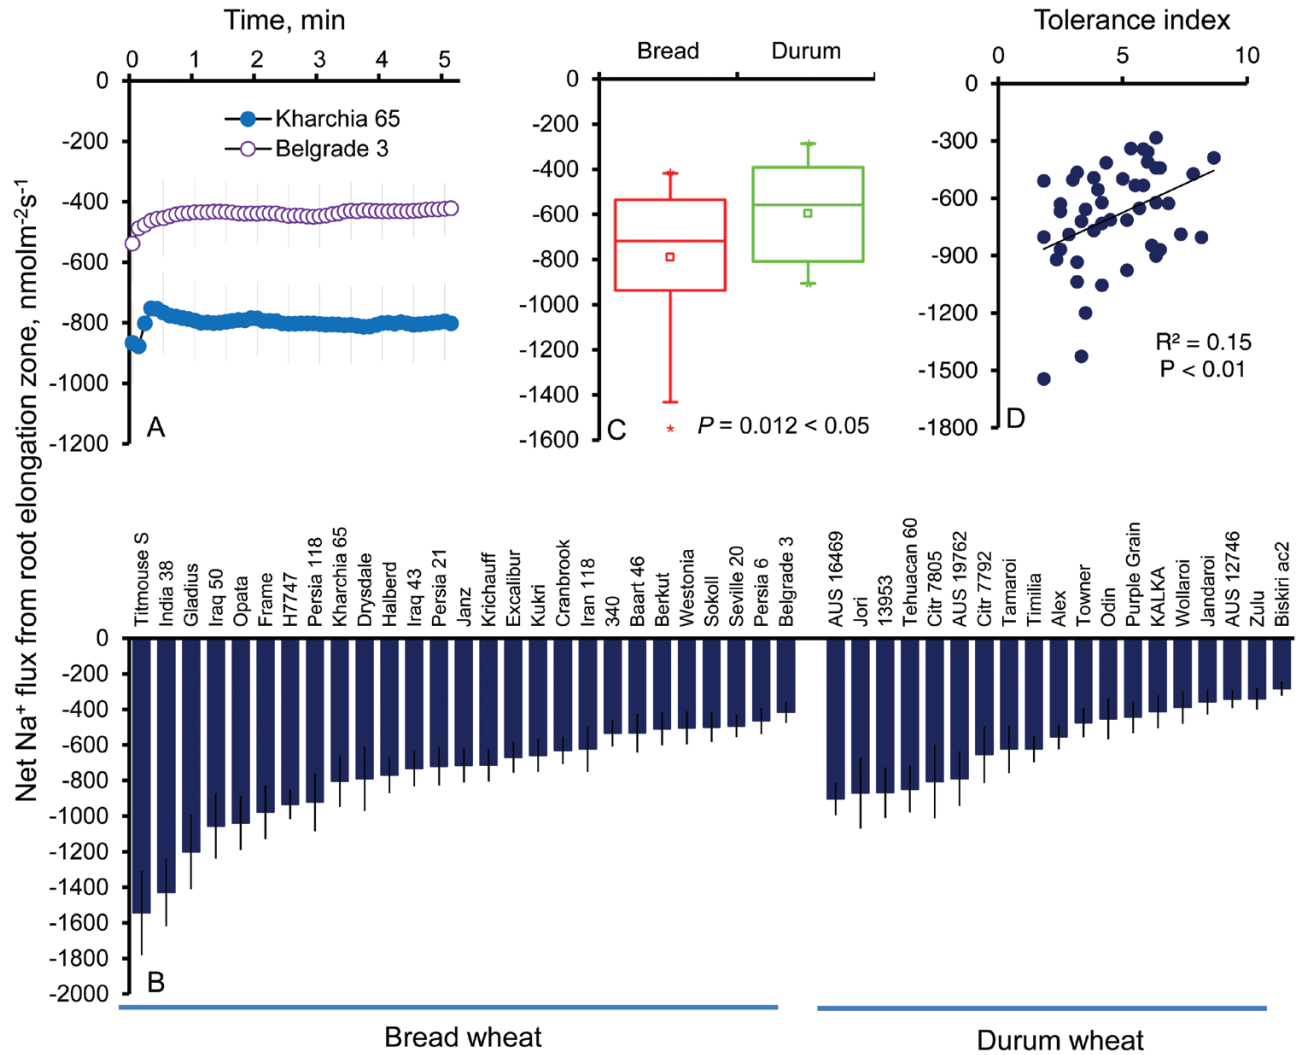 Time, min
0 1 2 3 4 5
0
-200
-400
-600
-800
-1000
-1200
Kharchia 65
Belgrade 3
A
Bread Durum
0
-200
-400
-600
-800
-1000
-1200
-1400
-1600
C
P = 0.012 < 0.05
Tolerance index
0 5 10
0
-300
-600
-900
-1200
-1500
-1800
R² = 0.15
P < 0.01
D
Net Na⁺ flux from root elongation zone, nmolm⁻²s⁻¹
Titmouse S
India 38
Gladius
Iraq 50
Opata
Frame
H7747
Persia 118
Kharchia 65
Drysdale
Halberd
Iraq 43
Persia 21
Janz
Krichauff
Excalibur
Kukri
Cranbrook
Iran 118
340
Baart 46
Berkut
Westonia
Sokoll
Seville 20
Persia 6
Belgrade 3
AUS 16469
Jori
13953
Tehuacan 60
Citr 7805
AUS 19762
Citr 7792
Tamaroi
Timilia
Alex
Towner
Odin
Purple Grain
KALKA
Wollaroi
Jandaroi
AUS 12746
Zulu
Biskiri ac2
0
-200
-400
-600
-800
-1000
-1200
-1400
-1600
-1800
-2000
B
Bread wheat
Durum wheat